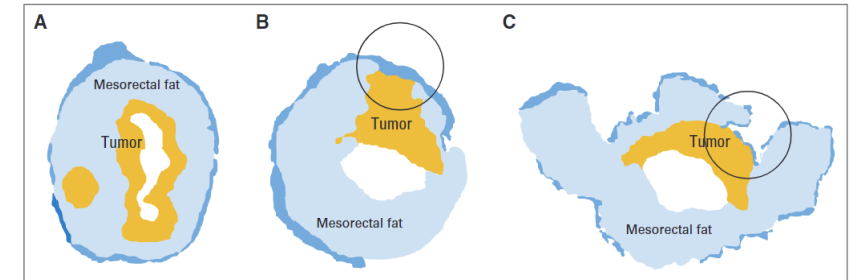 A
B
C
Mesorectal fat
Tumor
Tumor
Mesorectal fat
Tumor
Mesorectal fat